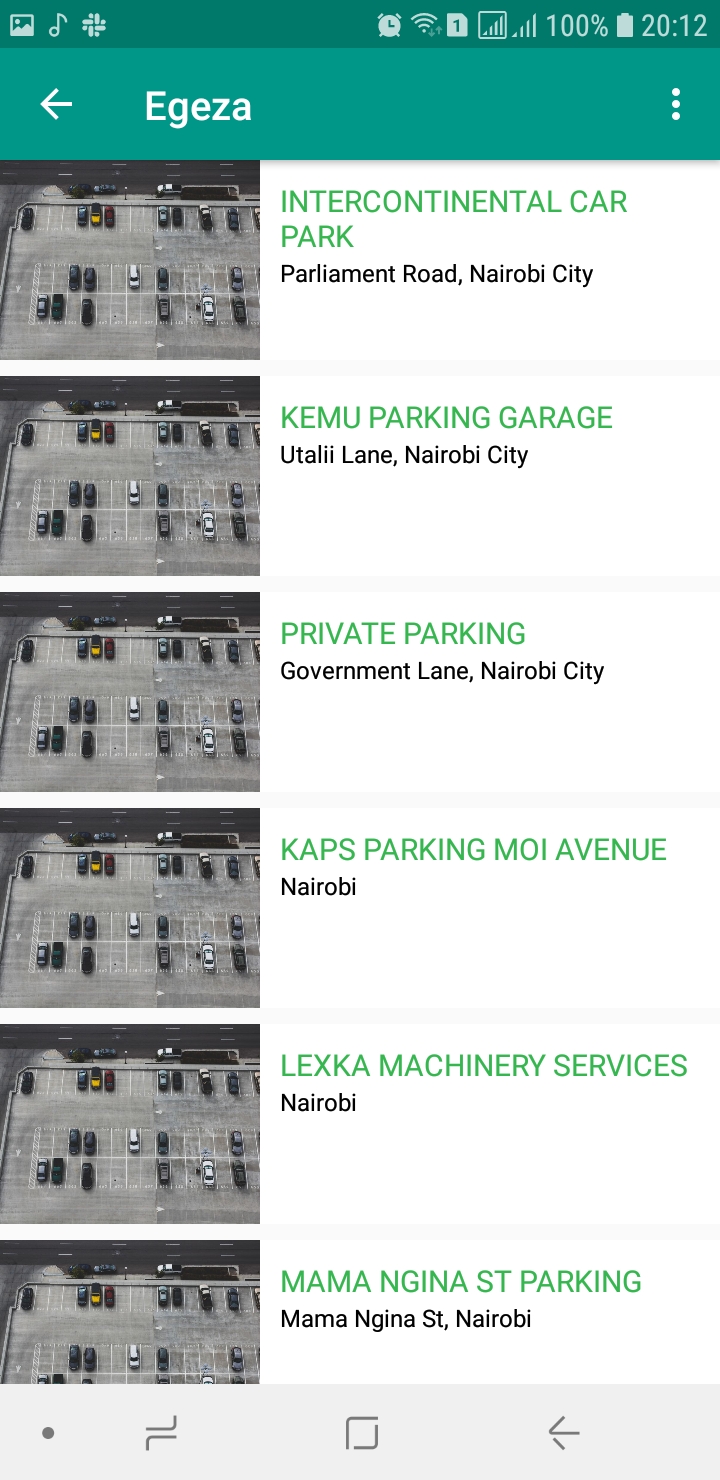 1 100% 20:12
Egeza
INTERCONTINENTAL CAR
PARK
Parliament Road, Nairobi City
KEMU PARKING GARAGE
Utalii Lane, Nairobi City
PRIVATE PARKING
Government Lane, Nairobi City
KAPS PARKING MOI AVENUE
Nairobi
LEXKA MACHINERY SERVICES
Nairobi
MAMA NGINA ST PARKING
Mama Ngina St, Nairobi